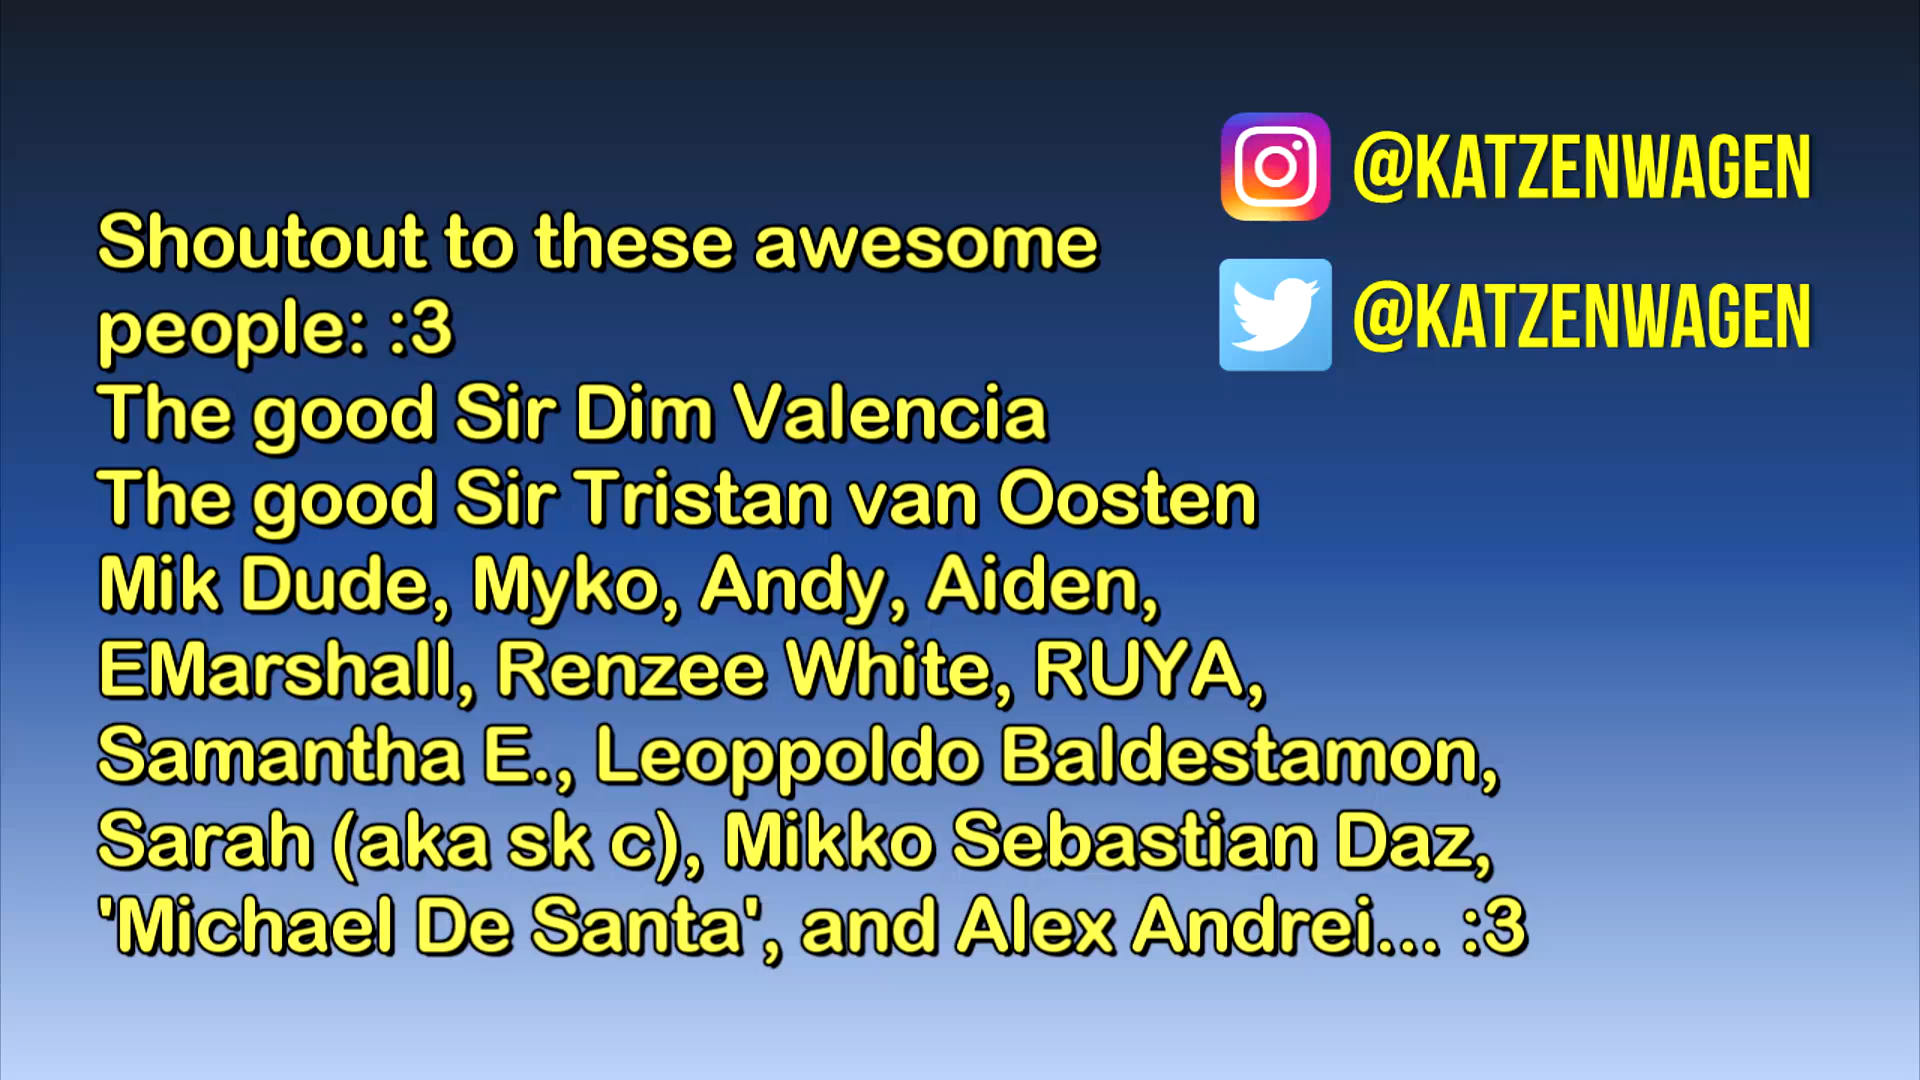 @KATZENWAGEN
@KATZENWAGEN
Shoutout to these awesome
people: :3
The good Sir Dim Valencia
The good Sir Tristan van Oosten
Mik Dude, Myko, Andy, Aiden,
EMarshall, Renzee White, RUYA,
Samantha E., Leoppoldo Baldestamon,
Sarah (aka sk c), Mikko Sebastian Daz,
'Michael De Santa', and Alex Andrei... :3